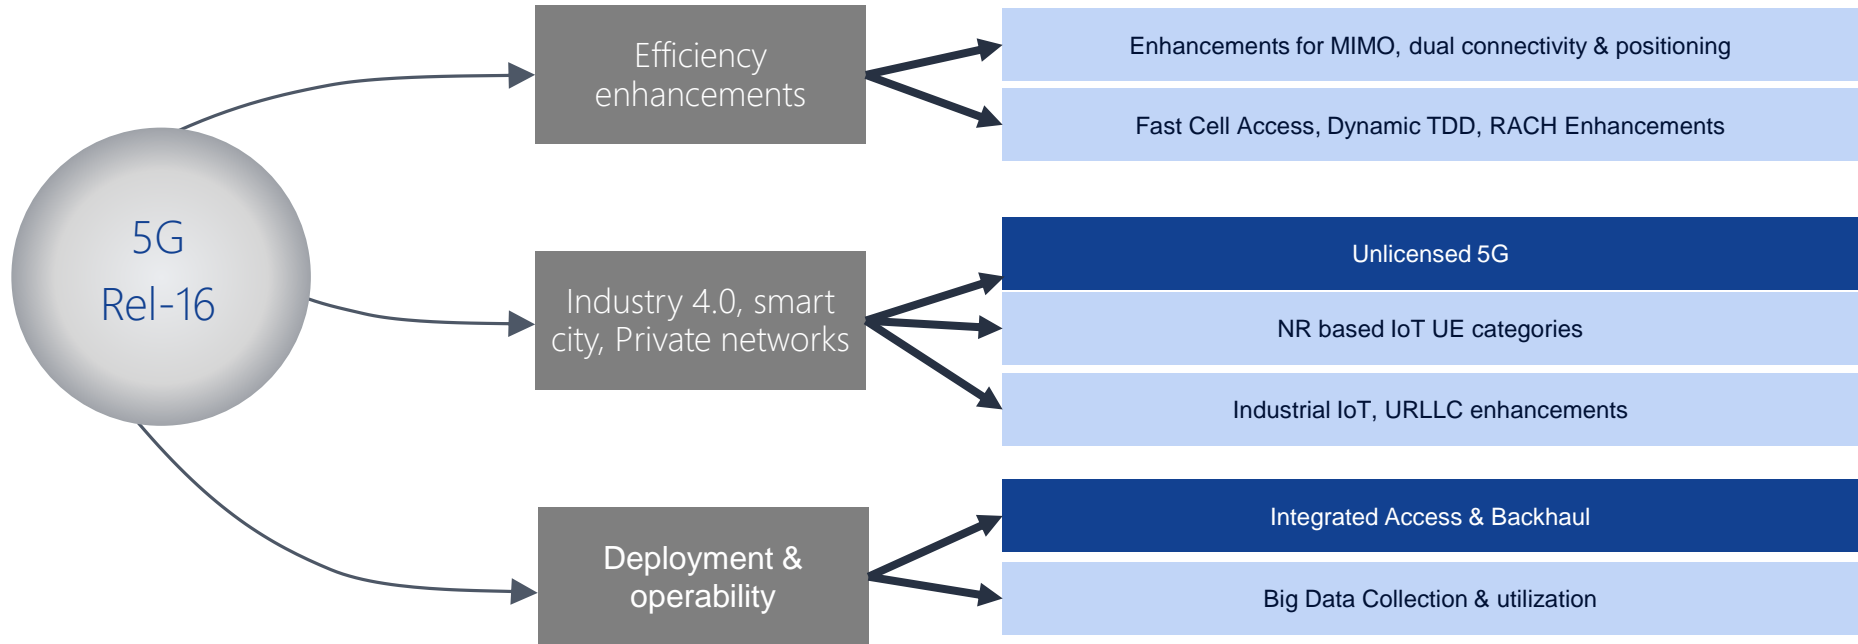 5G
Rel-16
Efficiency
enhancements
Enhancements for MIMO, dual connectivity & positioning
Fast Cell Access, Dynamic TDD, RACH Enhancements
Industry 4.0, smart
city, Private networks
Unlicensed 5G
NR based IoT UE categories
Industrial IoT, URLLC enhancements
Deployment &
operability
Integrated Access & Backhaul
Big Data Collection & utilization